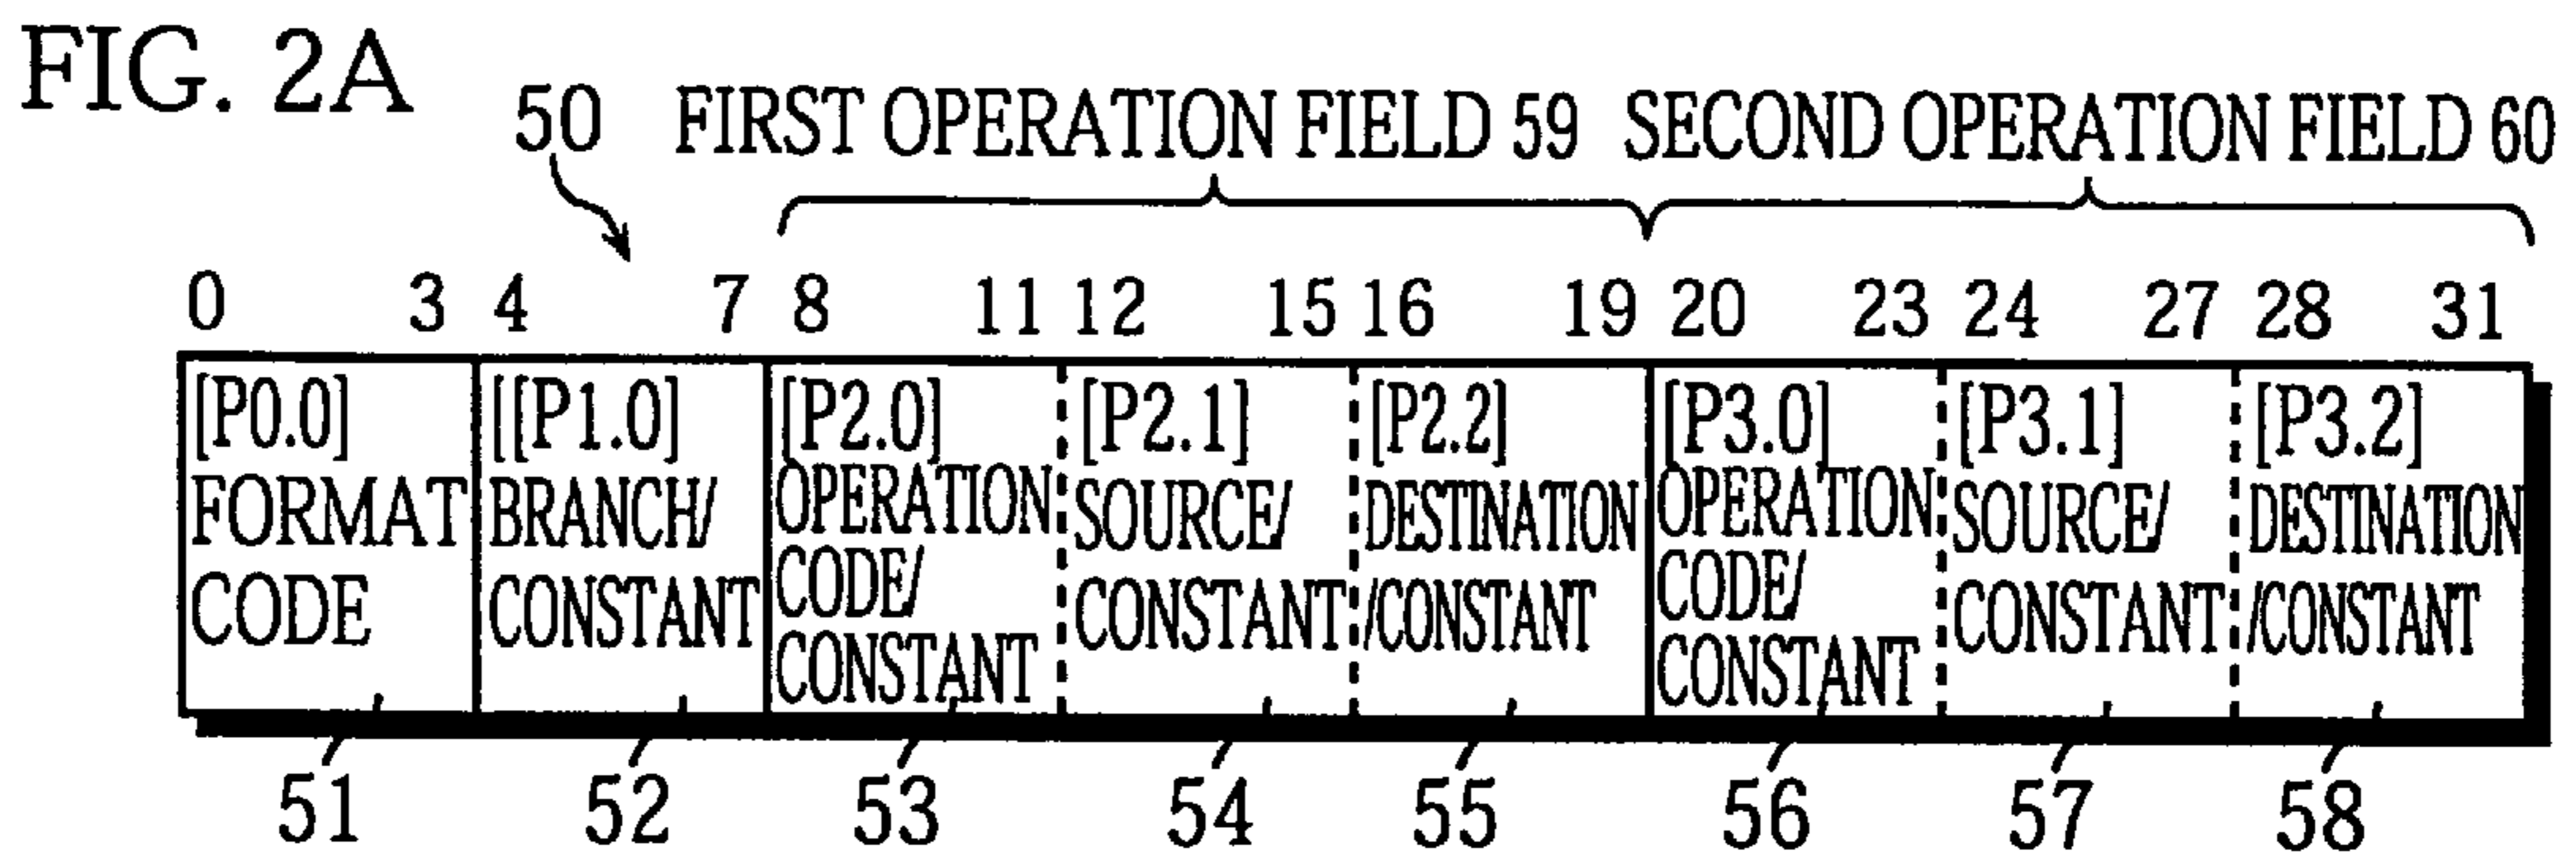 FIG. 2A
50 FIRST OPERATION FIELD 59 SECOND OPERATION FIELD 60
0 3 4 7 8 11 12 15 16 19 20 23 24 27 28 31
[P0.0] [[P1.0] [P2.0] [P2.1] [P2.2] [P3.0] [P3.1] [P3.2]
FORMAT BRANCH/ OPERATION SOURCE/ DESTINATION OPERATION SOURCE/ DESTINATION
CODE CONSTANT CODE/ CONSTANT /CONSTANT CODE/ CONSTANT /CONSTANT
CONSTANT CONSTANT
51 52 53 54 55 56 57 58